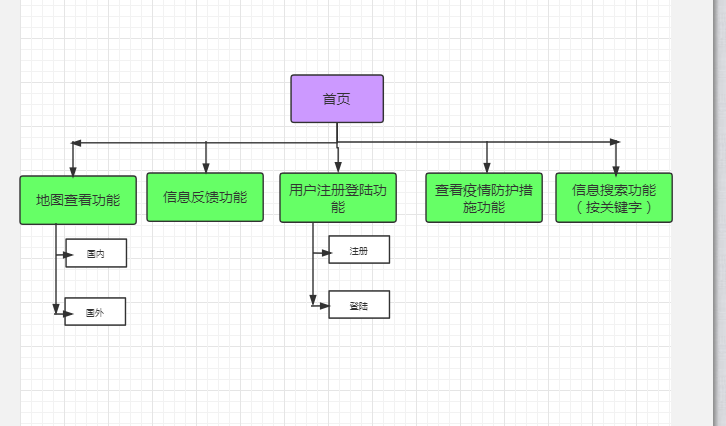 首页
地图查看功能
信息反馈功能
用户注册登陆功
能
查看疫情防护措
施功能
信息搜索功能
（按关键字）
国内
国外
注册
登陆